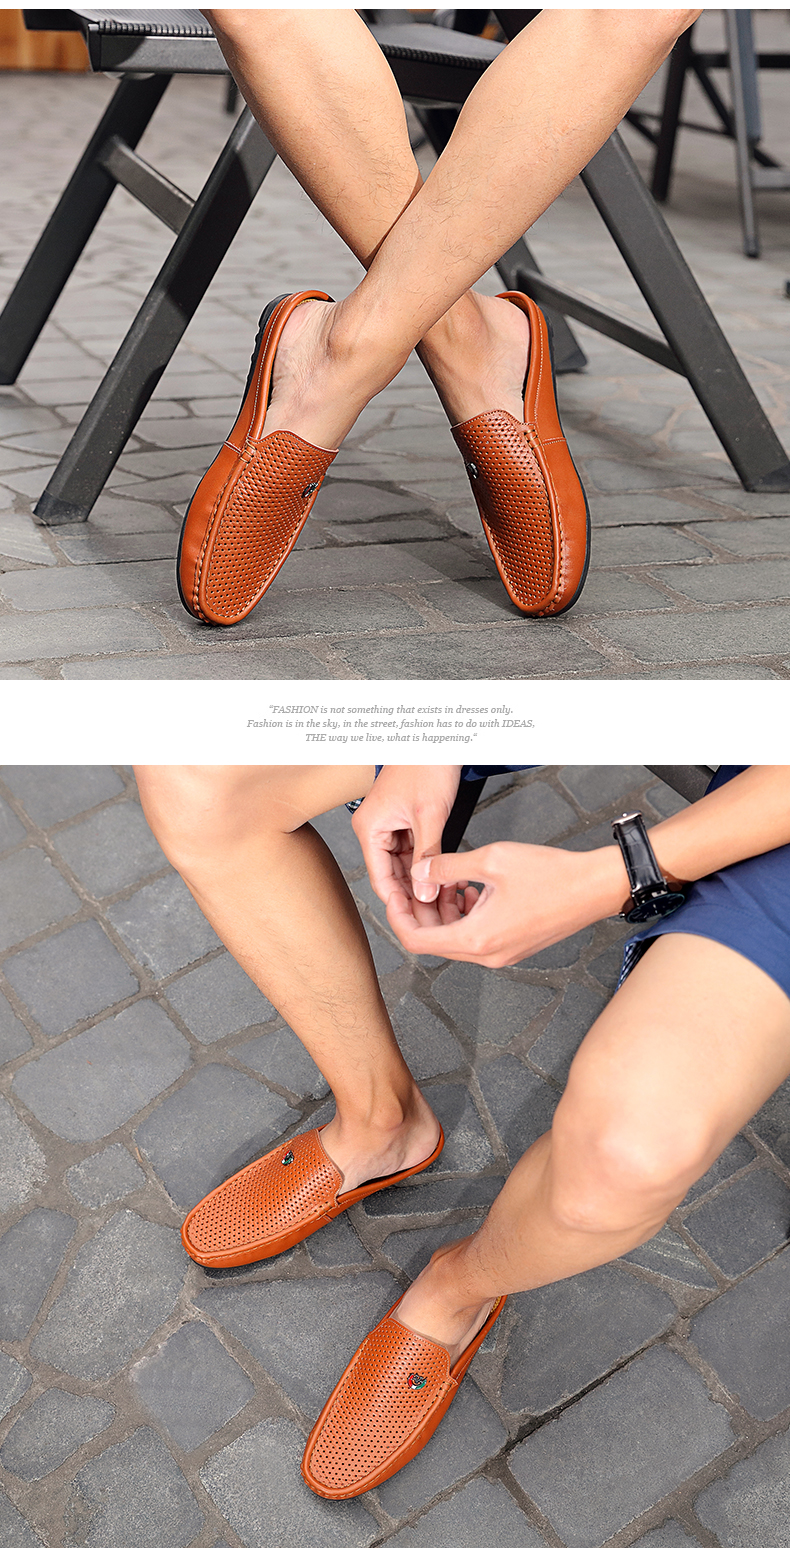 “FASHION is not something that exists in dresses only.
Fashion is in the sky, in the street, fashion has to do with IDEAS,
THE way we live, what is happening.“